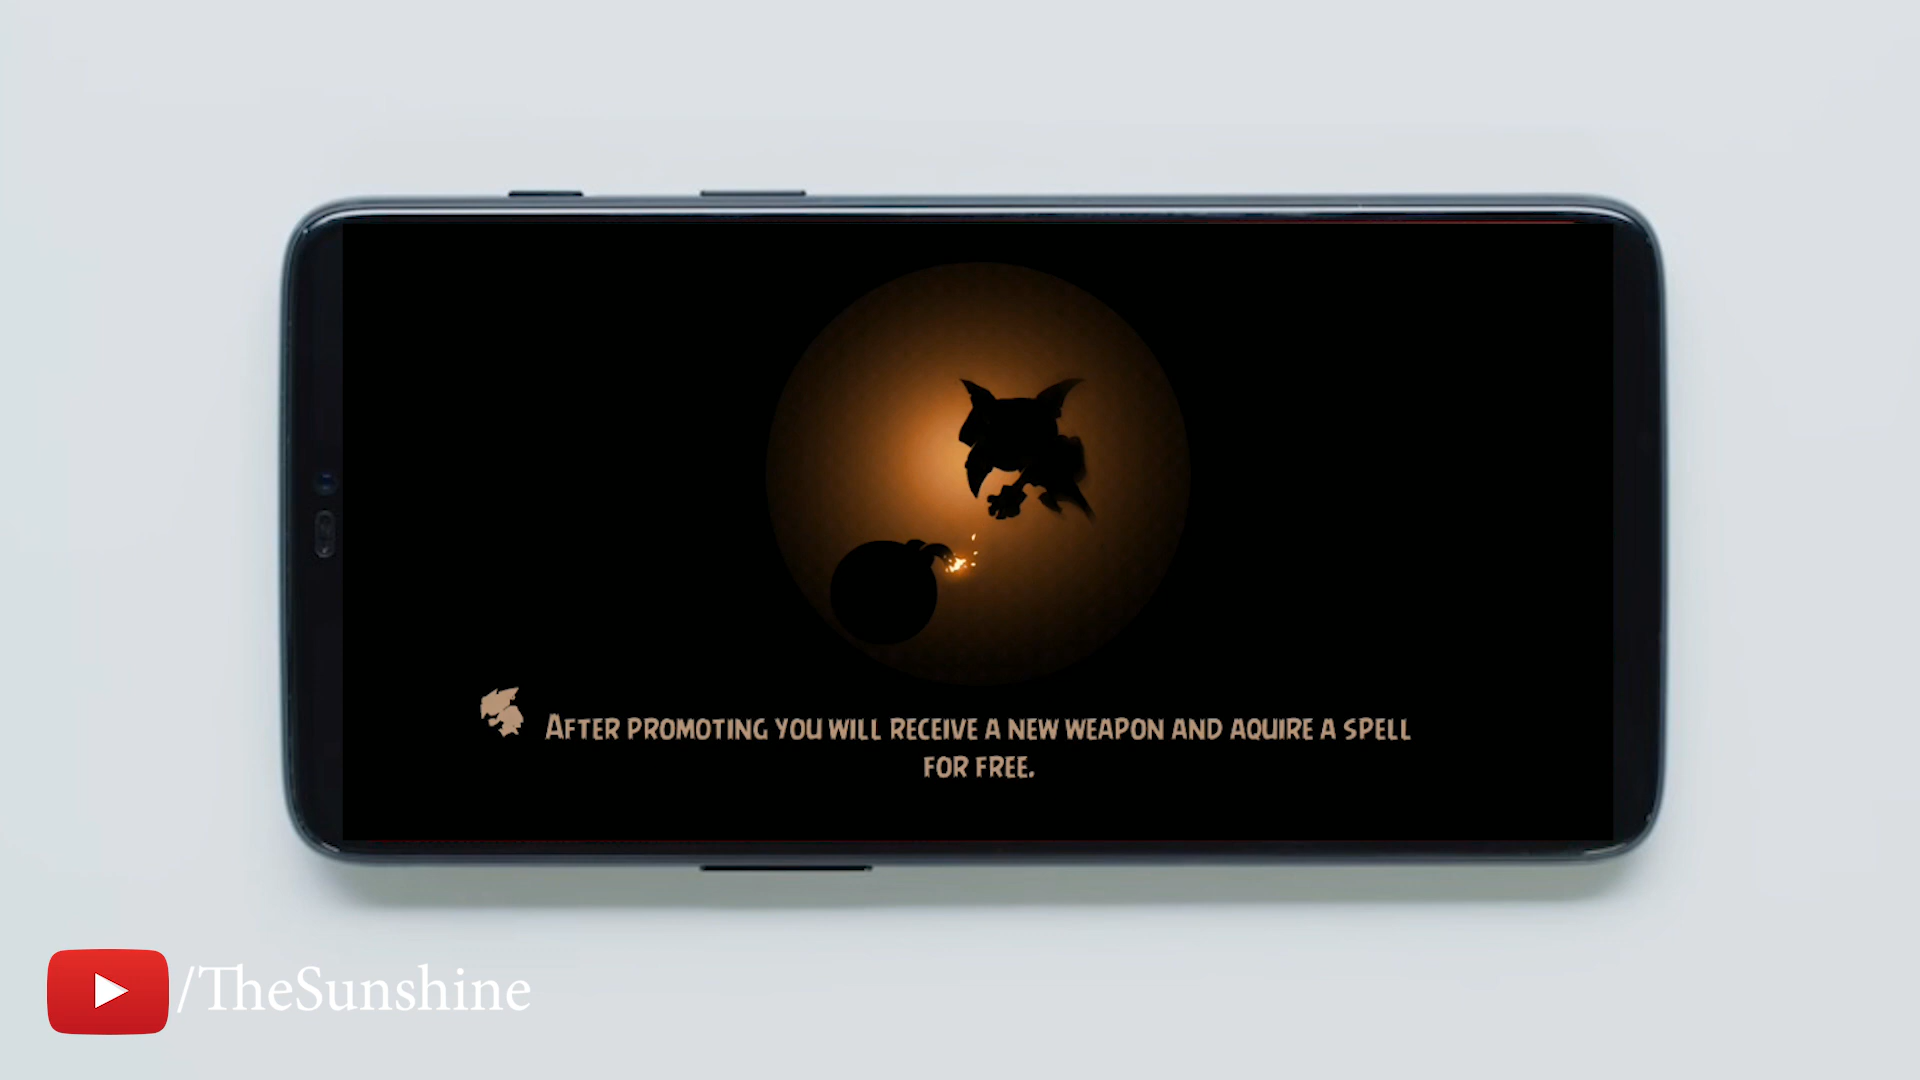 AFTER PROMOTING YOU WILL RECEIVE A NEW WEAPON AND AQUIRE A SPELL
FOR FREE.
/TheSunshine